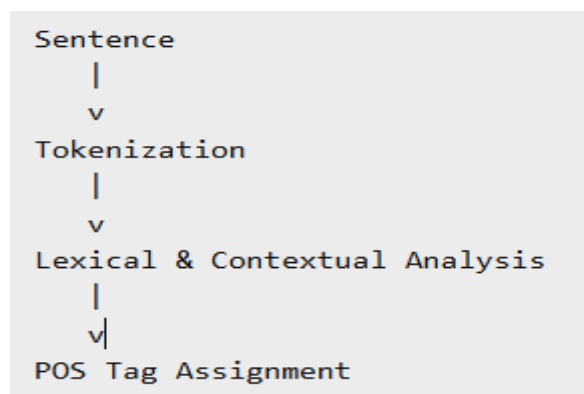 Sentence
|
v
Tokenization
|
v
Lexical & Contextual Analysis
|
v
POS Tag Assignment